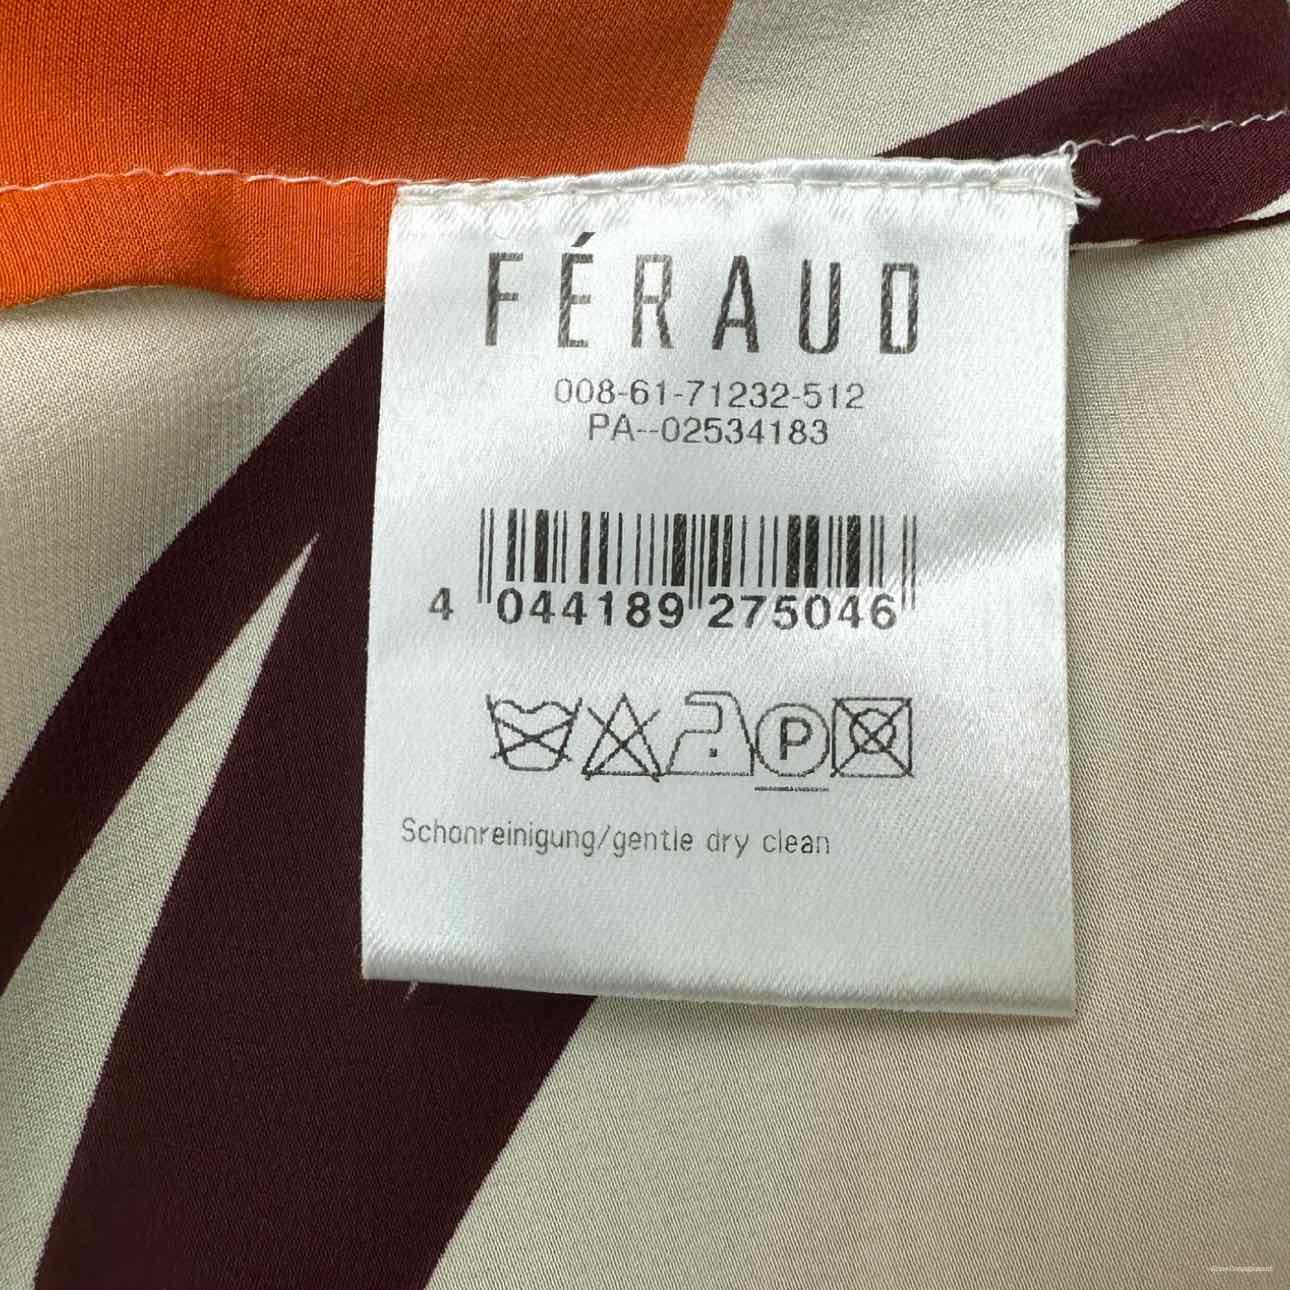 FÉRAUD
008-61-71232-512
PA--02534183
4 044189 275046
P
Schonreinigung/gentle dry clean